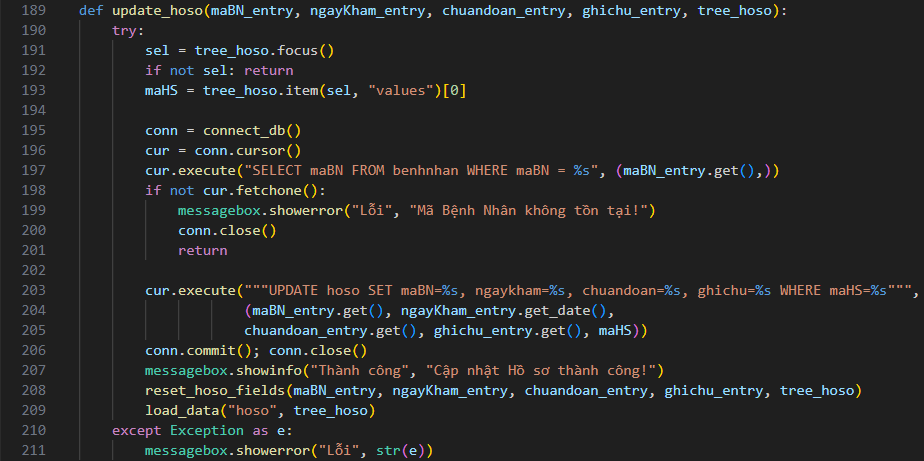 189 def update_hoso(maBN_entry, ngayKham_entry, chuandoan_entry, ghichu_entry, tree_hoso):
190     try:
191         sel = tree_hoso.focus()
192         if not sel: return
193         maHS = tree_hoso.item(sel, "values")[0]
194
195         conn = connect_db()
196         cur = conn.cursor()
197         cur.execute("SELECT maBN FROM benhnhan WHERE maBN = %s", (maBN_entry.get(),))
198         if not cur.fetchone():
199             messagebox.showerror("Lỗi", "Mã Bệnh Nhân không tồn tại!")
200             conn.close()
201             return
202
203         cur.execute("""UPDATE hoso SET maBN=%s, ngaykham=%s, chuandoan=%s, ghichu=%s WHERE maHS=%s""",
204                     (maBN_entry.get(), ngayKham_entry.get_date(),
205                     chuandoan_entry.get(), ghichu_entry.get(), maHS))
206         conn.commit(); conn.close()
207         messagebox.showinfo("Thành công", "Cập nhật Hồ sơ thành công!")
208         reset_hoso_fields(maBN_entry, ngayKham_entry, chuandoan_entry, ghichu_entry, tree_hoso)
209         load_data("hoso", tree_hoso)
210     except Exception as e:
211         messagebox.showerror("Lỗi", str(e))